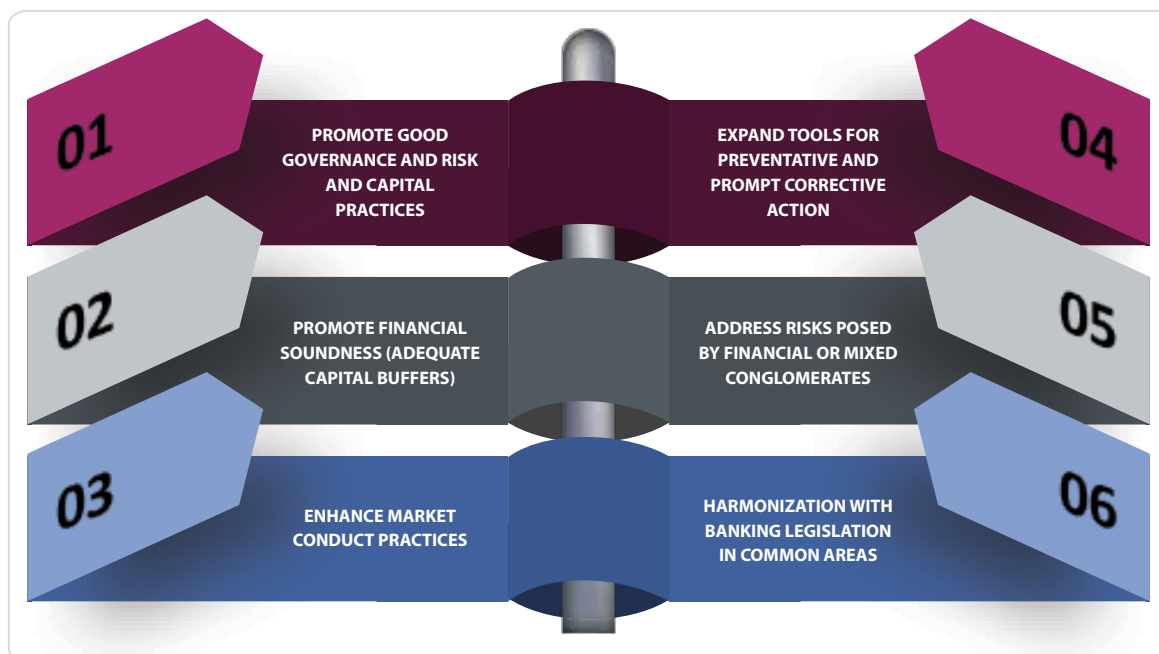 01
PROMOTE GOOD
GOVERNANCE AND RISK
AND CAPITAL
PRACTICES
02
PROMOTE FINANCIAL
SOUNDNESS (ADEQUATE
CAPITAL BUFFERS)
03
ENHANCE MARKET
CONDUCT PRACTICES
04
EXPAND TOOLS FOR
PREVENTATIVE AND
PROMPT CORRECTIVE
ACTION
05
ADDRESS RISKS POSED
BY FINANCIAL OR MIXED
CONGLOMERATES
06
HARMONIZATION WITH
BANKING LEGISLATION
IN COMMON AREAS